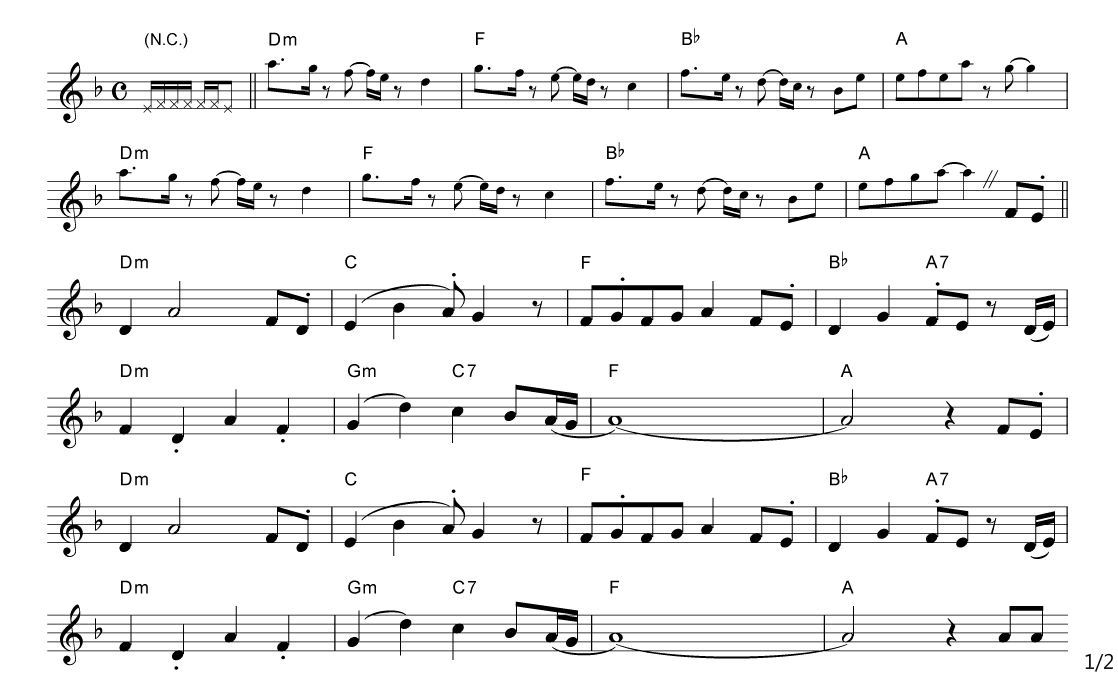 (N.C.) Dm F B♭ A
Dm F B♭ A
Dm C F B♭ A7
Dm Gm C7 F A
Dm C F B♭ A7
Dm Gm C7 F A
1/2